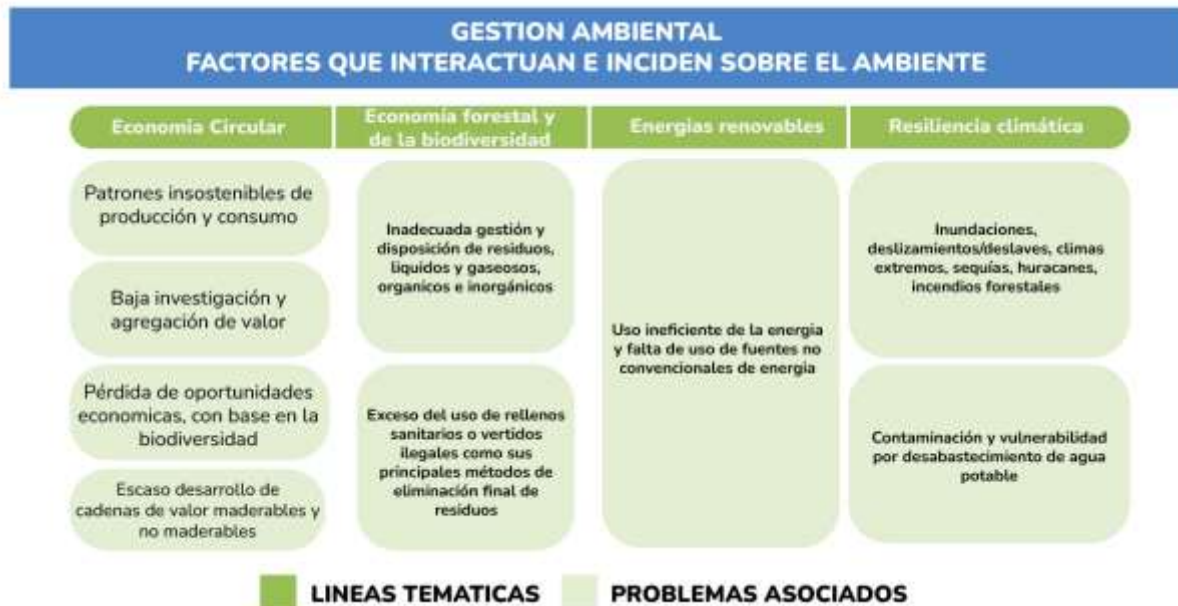 GESTION AMBIENTAL
FACTORES QUE INTERACTUAN E INCIDEN SOBRE EL AMBIENTE
Economia Circular
Economía forestal y
de la biodiversidad
Energias renovables
Resiliencia climática
Patrones insostenibles de
producción y consumo
Baja investigación y
agregación de valor
Pérdida de oportunidades
economicas, con base en la
biodiversidad
Escaso desarrollo de
cadenas de valor maderables y
no maderables
Inadecuada gestión y
disposición de residuos,
liquidos y gaseosos,
organicos e inorgánicos
Exceso del uso de rellenos
sanitarios o vertidos
ilegales como sus
principales métodos de
eliminación final de
residuos
Uso ineficiente de la energia
y falta de uso de fuentes no
convencionales de energia
Inundaciones,
deslizamientos/deslaves, climas
extremos, sequías, huracanes,
incendios forestales
Contaminación y vulnerabilidad
por desabastecimiento de agua
potable
LINEAS TEMATICAS
PROBLEMAS ASOCIADOS